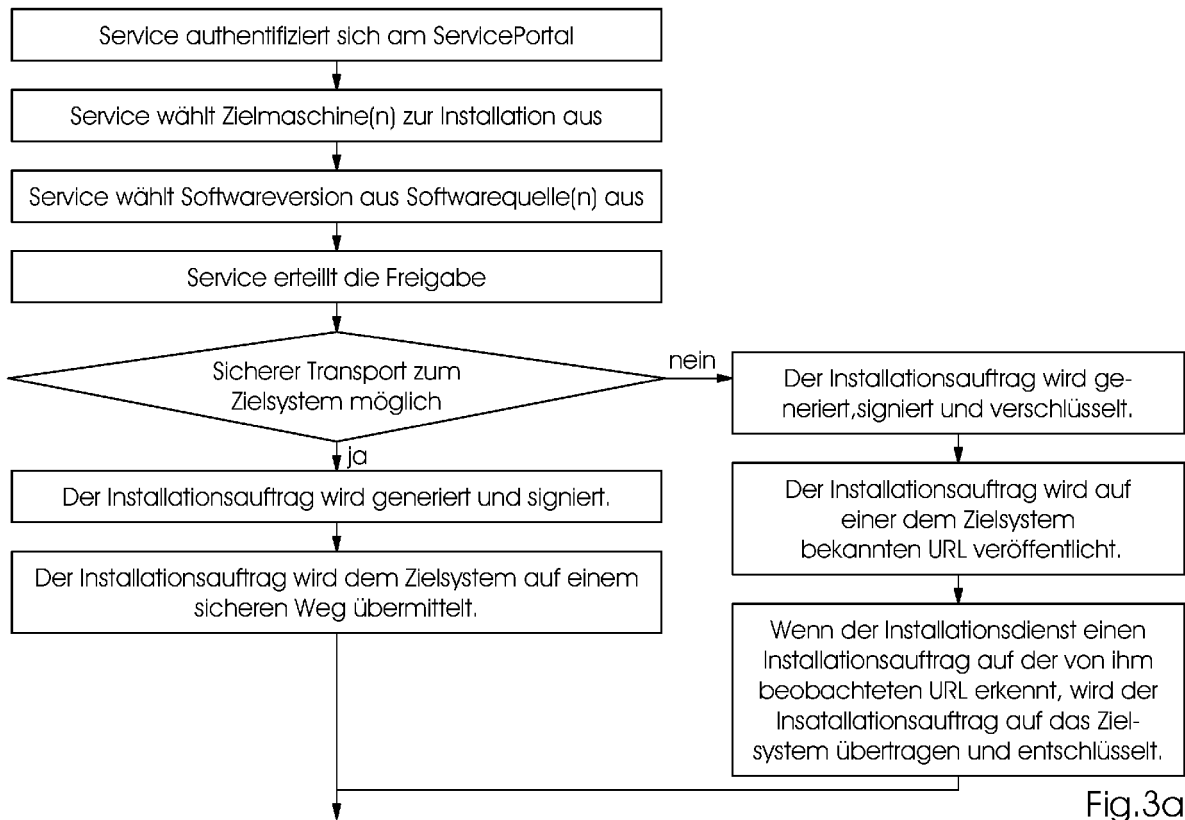 Service authentifiziert sich am ServicePortal
Service wählt Zielmaschine(n) zur Installation aus
Service wählt Softwareversion aus Softwarequelle(n) aus
Service erteillt die Freigabe
Sicherer Transport zum
Zielsystem möglich
nein
ja
Der Installationsauftrag wird generiert und signiert.
Der Installationsauftrag wird dem Zielsystem auf einem
sicheren Weg übermittelt.
Der Installationsauftrag wird ge-
neriert,signiert und verschlüsselt.
Der Installationsauftrag wird auf
einer dem Zielsystem
bekannten URL veröffentlicht.
Wenn der Installationsdienst einen
Installationsauftrag auf der von ihm
beobachteten URL erkennt, wird der
Insatallationsauftrag auf das Ziel-
system übertragen und entschlüsselt.
Fig.3a